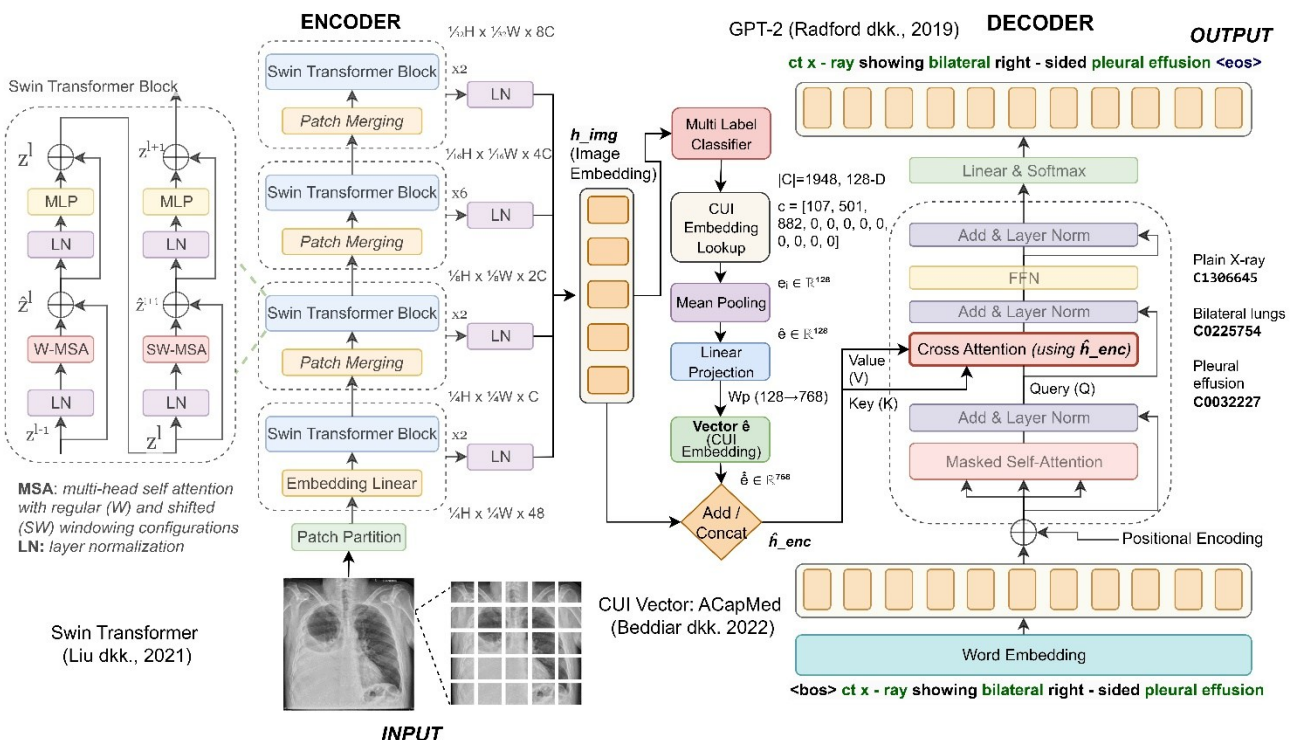 ENCODER
Swin Transformer Block
z^l
z^{l+1}
MLP
MLP
LN
LN
ẑ^l
ẑ^{l+1}
W-MSA
SW-MSA
LN
LN
z^{l-1}
z^l
MSA: multi-head self attention
with regular (W) and shifted
(SW) windowing configurations
LN: layer normalization
Swin Transformer
(Liu dkk., 2021)
¹⁄₃₂H x ¹⁄₃₂W x 8C
Swin Transformer Block
x2
LN
Patch Merging
¹⁄₁₆H x ¹⁄₁₆W x 4C
Swin Transformer Block
x6
LN
Patch Merging
⅛H x ⅛W x 2C
Swin Transformer Block
x2
LN
Patch Merging
¼H x ¼W x C
Swin Transformer Block
x2
LN
Embedding Linear
¼H x ¼W x 48
Patch Partition
INPUT
h_img
(Image
Embedding)
Multi Label
Classifier
|C|=1948, 128-D
c = [107, 501,
882, 0, 0, 0, 0, 0,
0, 0, 0, 0]
CUI
Embedding
Lookup
eᵢ ∈ ℝ¹²⁸
Mean Pooling
ê ∈ ℝ¹²⁸
Linear
Projection
Wp (128→768)
Vector ê
(CUI
Embedding)
ê ∈ ℝ⁷⁶⁸
Add /
Concat
ĥ_enc
CUI Vector: ACapMed
(Beddiar dkk. 2022)
GPT-2 (Radford dkk., 2019)
DECODER
OUTPUT
ct x - ray showing bilateral right - sided pleural effusion <eos>
Linear & Softmax
Add & Layer Norm
FFN
Add & Layer Norm
Cross Attention (using ĥ_enc)
Value
(V)
Key (K)
Query (Q)
Add & Layer Norm
Masked Self-Attention
Positional Encoding
Word Embedding
<bos> ct x - ray showing bilateral right - sided pleural effusion
Plain X-ray
C1306645
Bilateral lungs
C0225754
Pleural
effusion
C0032227